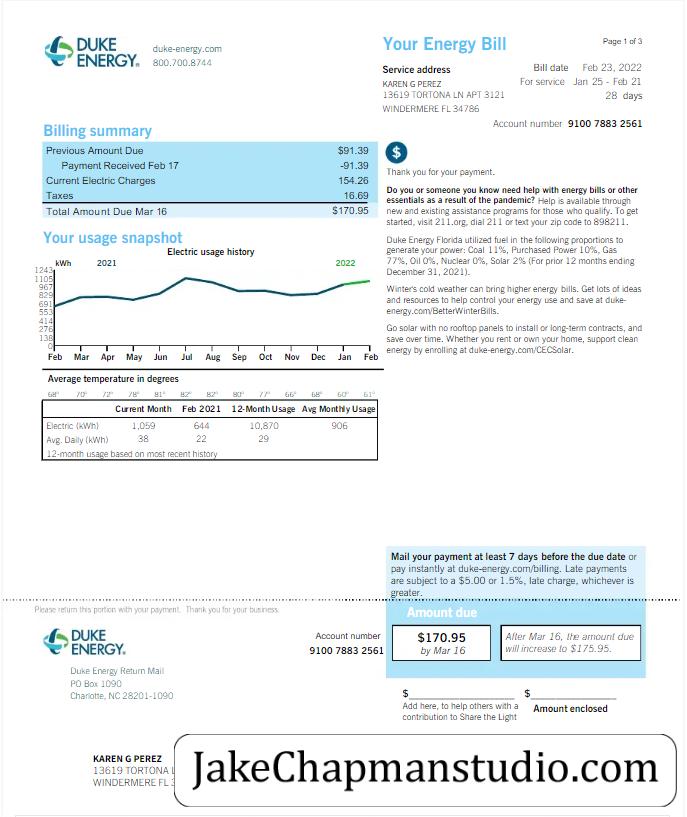 DUKE
ENERGY®
duke-energy.com
800.700.8744
Your Energy Bill
Page 1 of 3
Service address
KAREN G PEREZ
13619 TORTONA LN APT 3121
WINDERMERE FL 34786
Bill date Feb 23, 2022
For service Jan 25 - Feb 21
28 days
Account number 9100 7883 2561
Billing summary
Previous Amount Due $91.39
Payment Received Feb 17 -91.39
Current Electric Charges 154.26
Taxes 16.69
Total Amount Due Mar 16 $170.95
$
Thank you for your payment.
Do you or someone you know need help with energy bills or other
essentials as a result of the pandemic? Help is available through
new and existing assistance programs for those who qualify. To get
started, visit 211.org, dial 211 or text your zip code to 898211.
Duke Energy Florida utilized fuel in the following proportions to
generate your power: Coal 11%, Purchased Power 10%, Gas
77%, Oil 0%, Nuclear 0%, Solar 2% (For prior 12 months ending
December 31, 2021).
Winter's cold weather can bring higher energy bills. Get lots of ideas
and resources to help control your energy use and save at duke-
energy.com/BetterWinterBills.
Go solar with no rooftop panels to install or long-term contracts, and
save over time. Whether you rent or own your home, support clean
energy by enrolling at duke-energy.com/CECSolar.
Your usage snapshot
Electric usage history
kWh 2021 2022
1243
1105
967
829
691
553
414
276
138
0
Feb Mar Apr May Jun Jul Aug Sep Oct Nov Dec Jan Feb
Average temperature in degrees
68° 70° 72° 78° 81° 82° 82° 80° 77° 66° 68° 60° 61°
Current Month Feb 2021 12-Month Usage Avg Monthly Usage
Electric (kWh) 1,059 644 10,870 906
Avg. Daily (kWh) 38 22 29
12-month usage based on most recent history
Mail your payment at least 7 days before the due date or
pay instantly at duke-energy.com/billing. Late payments
are subject to a $5.00 or 1.5%, late charge, whichever is
greater.
Please return this portion with your payment. Thank you for your business.
Amount due
DUKE
ENERGY®
Account number
9100 7883 2561
$170.95
by Mar 16
After Mar 16, the amount due
will increase to $175.95.
Duke Energy Return Mail
PO Box 1090
Charlotte, NC 28201-1090
$ $
Add here, to help others with a
contribution to Share the Light
Amount enclosed
KAREN G PEREZ
13619 TORTONA L
WINDERMERE FL 3
JakeChapmanstudio.com